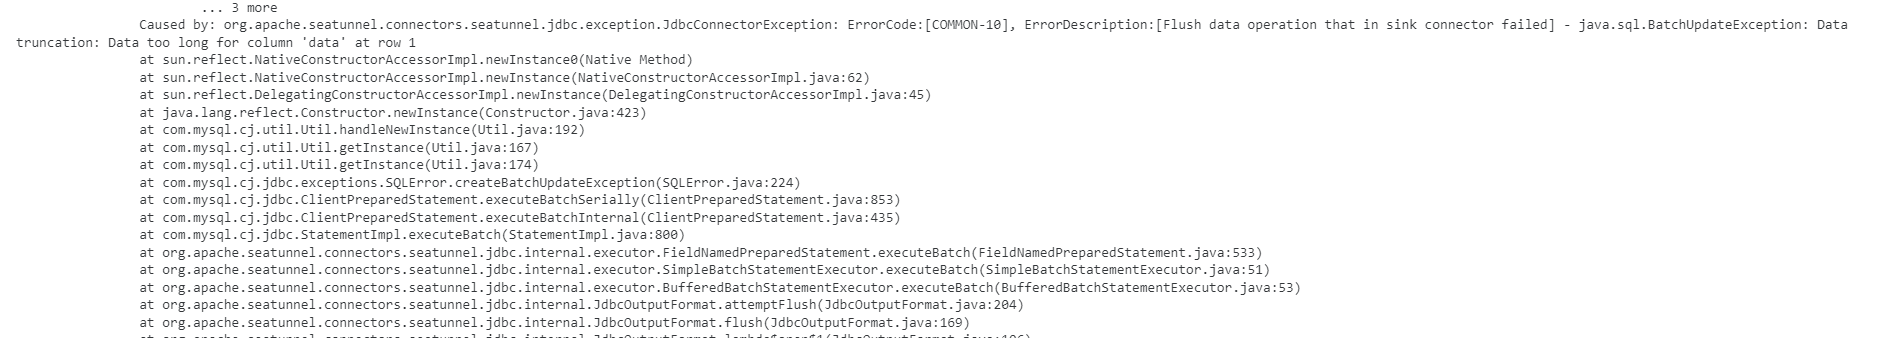 ... 3 more
Caused by: org.apache.seatunnel.connectors.seatunnel.jdbc.exception.JdbcConnectorException: ErrorCode:[COMMON-10], ErrorDescription:[Flush data operation that in sink connector failed] - java.sql.BatchUpdateException: Data
truncation: Data too long for column 'data' at row 1
at sun.reflect.NativeConstructorAccessorImpl.newInstance0(Native Method)
at sun.reflect.NativeConstructorAccessorImpl.newInstance(NativeConstructorAccessorImpl.java:62)
at sun.reflect.DelegatingConstructorAccessorImpl.newInstance(DelegatingConstructorAccessorImpl.java:45)
at java.lang.reflect.Constructor.newInstance(Constructor.java:423)
at com.mysql.cj.util.Util.handleNewInstance(Util.java:192)
at com.mysql.cj.util.Util.getInstance(Util.java:167)
at com.mysql.cj.util.Util.getInstance(Util.java:174)
at com.mysql.cj.jdbc.exceptions.SQLError.createBatchUpdateException(SQLError.java:224)
at com.mysql.cj.jdbc.ClientPreparedStatement.executeBatchSerially(ClientPreparedStatement.java:853)
at com.mysql.cj.jdbc.ClientPreparedStatement.executeBatchInternal(ClientPreparedStatement.java:435)
at com.mysql.cj.jdbc.StatementImpl.executeBatch(StatementImpl.java:800)
at org.apache.seatunnel.connectors.seatunnel.jdbc.internal.executor.FieldNamedPreparedStatement.executeBatch(FieldNamedPreparedStatement.java:533)
at org.apache.seatunnel.connectors.seatunnel.jdbc.internal.executor.SimpleBatchStatementExecutor.executeBatch(SimpleBatchStatementExecutor.java:51)
at org.apache.seatunnel.connectors.seatunnel.jdbc.internal.executor.BufferedBatchStatementExecutor.executeBatch(BufferedBatchStatementExecutor.java:53)
at org.apache.seatunnel.connectors.seatunnel.jdbc.internal.JdbcOutputFormat.attemptFlush(JdbcOutputFormat.java:204)
at org.apache.seatunnel.connectors.seatunnel.jdbc.internal.JdbcOutputFormat.flush(JdbcOutputFormat.java:169)